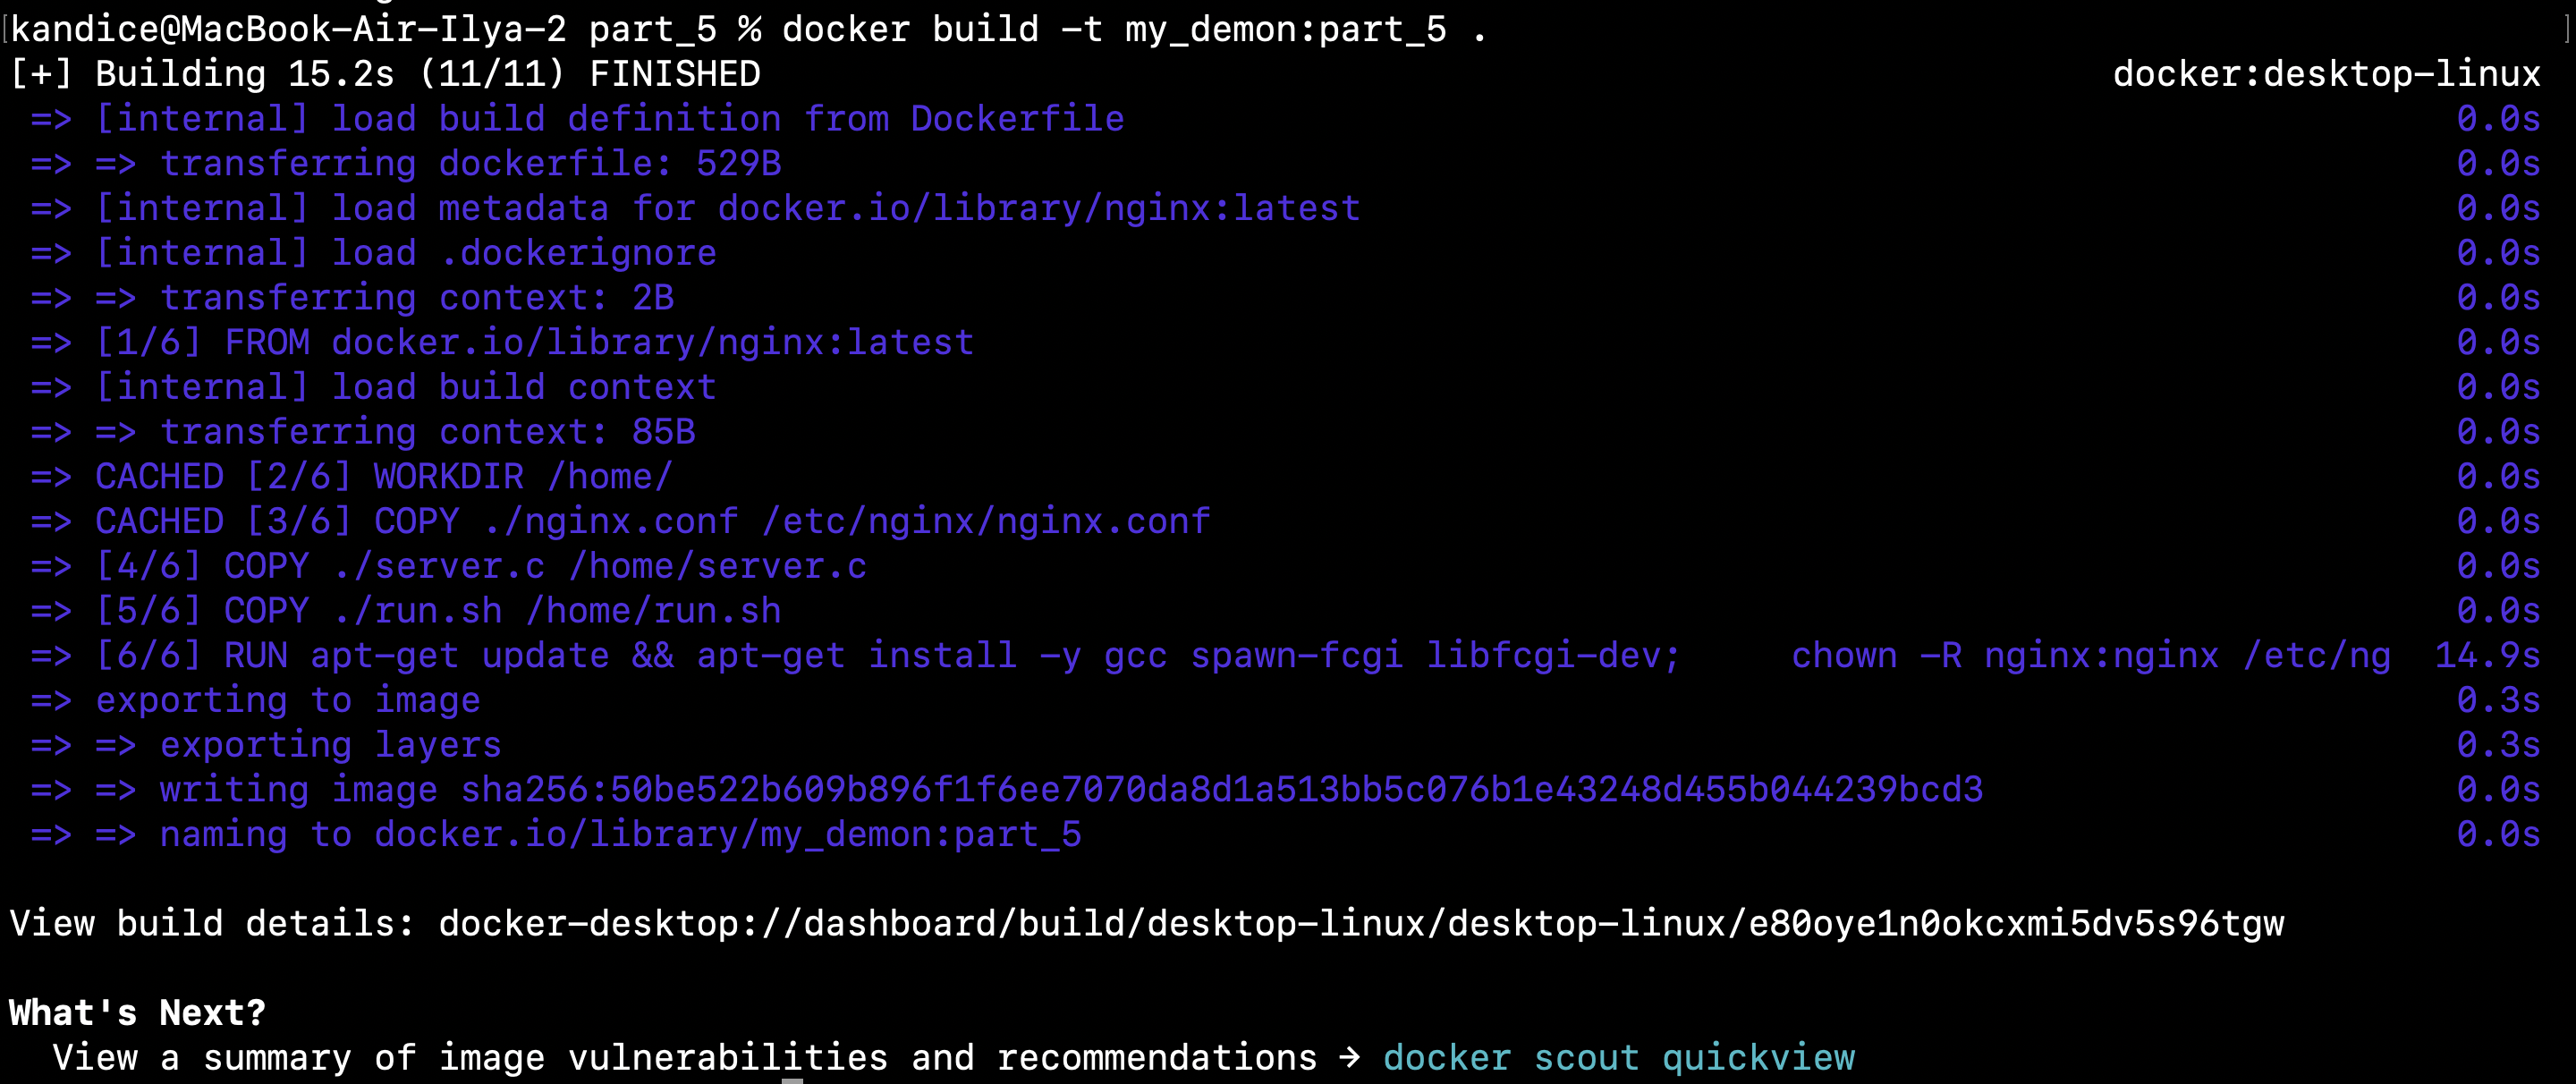 kandice@MacBook-Air-Ilya-2 part_5 % docker build -t my_demon:part_5 .
[+] Building 15.2s (11/11) FINISHED docker:desktop-linux
=> [internal] load build definition from Dockerfile 0.0s
=> => transferring dockerfile: 529B 0.0s
=> [internal] load metadata for docker.io/library/nginx:latest 0.0s
=> [internal] load .dockerignore 0.0s
=> => transferring context: 2B 0.0s
=> [1/6] FROM docker.io/library/nginx:latest 0.0s
=> [internal] load build context 0.0s
=> => transferring context: 85B 0.0s
=> CACHED [2/6] WORKDIR /home/ 0.0s
=> CACHED [3/6] COPY ./nginx.conf /etc/nginx/nginx.conf 0.0s
=> [4/6] COPY ./server.c /home/server.c 0.0s
=> [5/6] COPY ./run.sh /home/run.sh 0.0s
=> [6/6] RUN apt-get update && apt-get install -y gcc spawn-fcgi libfcgi-dev; chown -R nginx:nginx /etc/ng 14.9s
=> exporting to image 0.3s
=> => exporting layers 0.3s
=> => writing image sha256:50be522b609b896f1f6ee7070da8d1a513bb5c076b1e43248d455b044239bcd3 0.0s
=> => naming to docker.io/library/my_demon:part_5 0.0s
View build details: docker-desktop://dashboard/build/desktop-linux/desktop-linux/e80oye1n0okcxmi5dv5s96tgw
What's Next?
View a summary of image vulnerabilities and recommendations → docker scout quickview